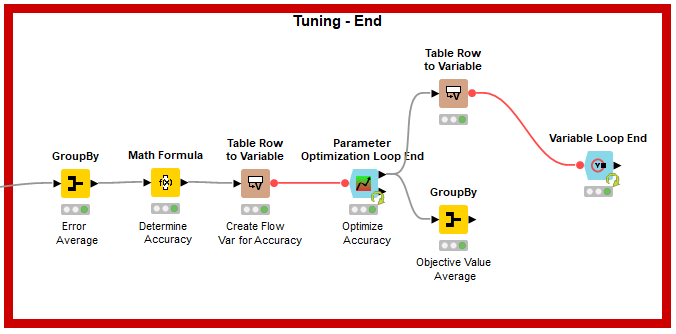 Tuning - End
Table Row
to Variable
GroupBy
Math Formula
Table Row
to Variable
Parameter
Optimization Loop End
Variable Loop End
GroupBy
Error
Average
Determine
Accuracy
Create Flow
Var for Accuracy
Optimize
Accuracy
Objective Value
Average